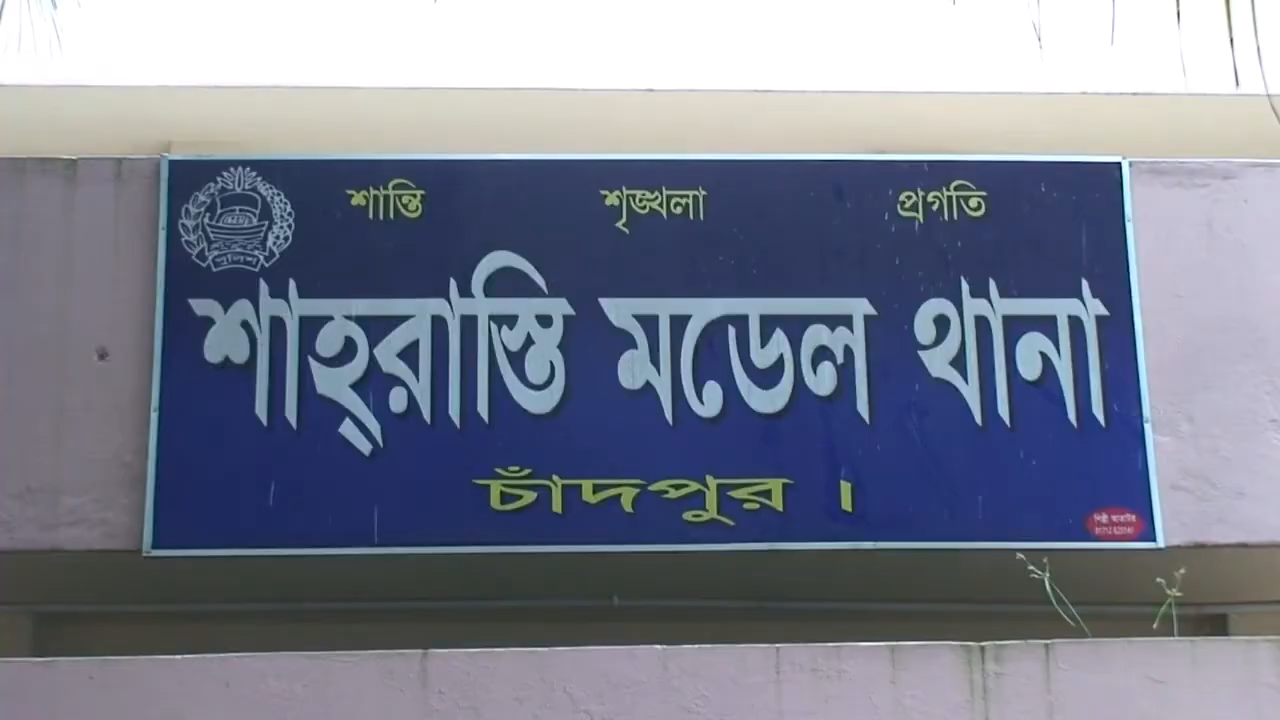 শান্তি শৃঙ্খলা প্রগতি
পুলিশ
শাহ্‌রাস্তি মডেল থানা
চাঁদপুর ।
শিল্পী